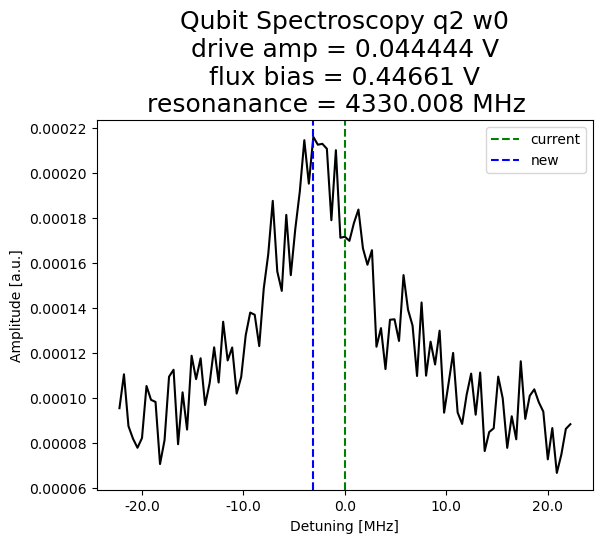 Qubit Spectroscopy q2 w0
drive amp = 0.044444 V
flux bias = 0.44661 V
resonanance = 4330.008 MHz
current
new
Amplitude [a.u.]
0.00022
0.00020
0.00018
0.00016
0.00014
0.00012
0.00010
0.00008
0.00006
-20.0 -10.0 0.0 10.0 20.0
Detuning [MHz]